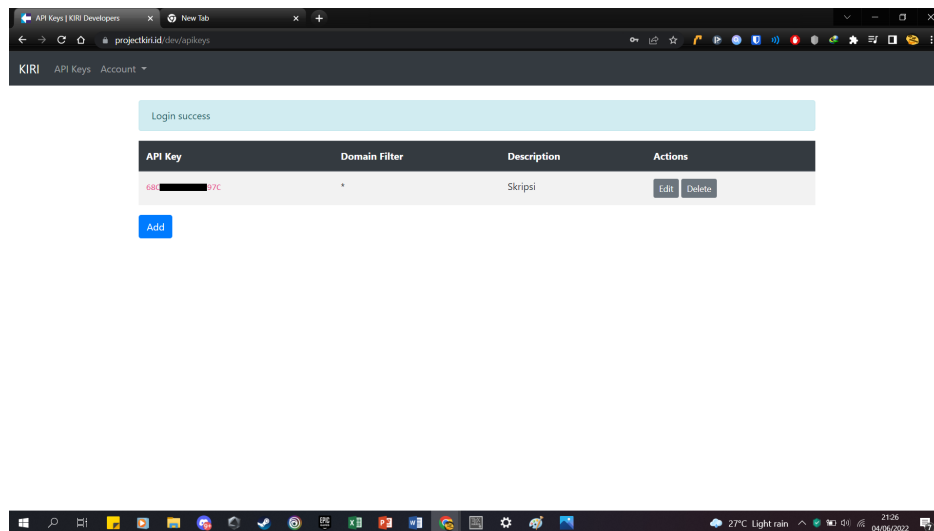 API Keys | KIRI Developers
New Tab
projectkiri.id/dev/apikeys
KIRI API Keys Account
Login success
API Key Domain Filter Description Actions
68C 97C * Skripsi Edit Delete
Add
27°C Light rain 21:26
04/06/2022